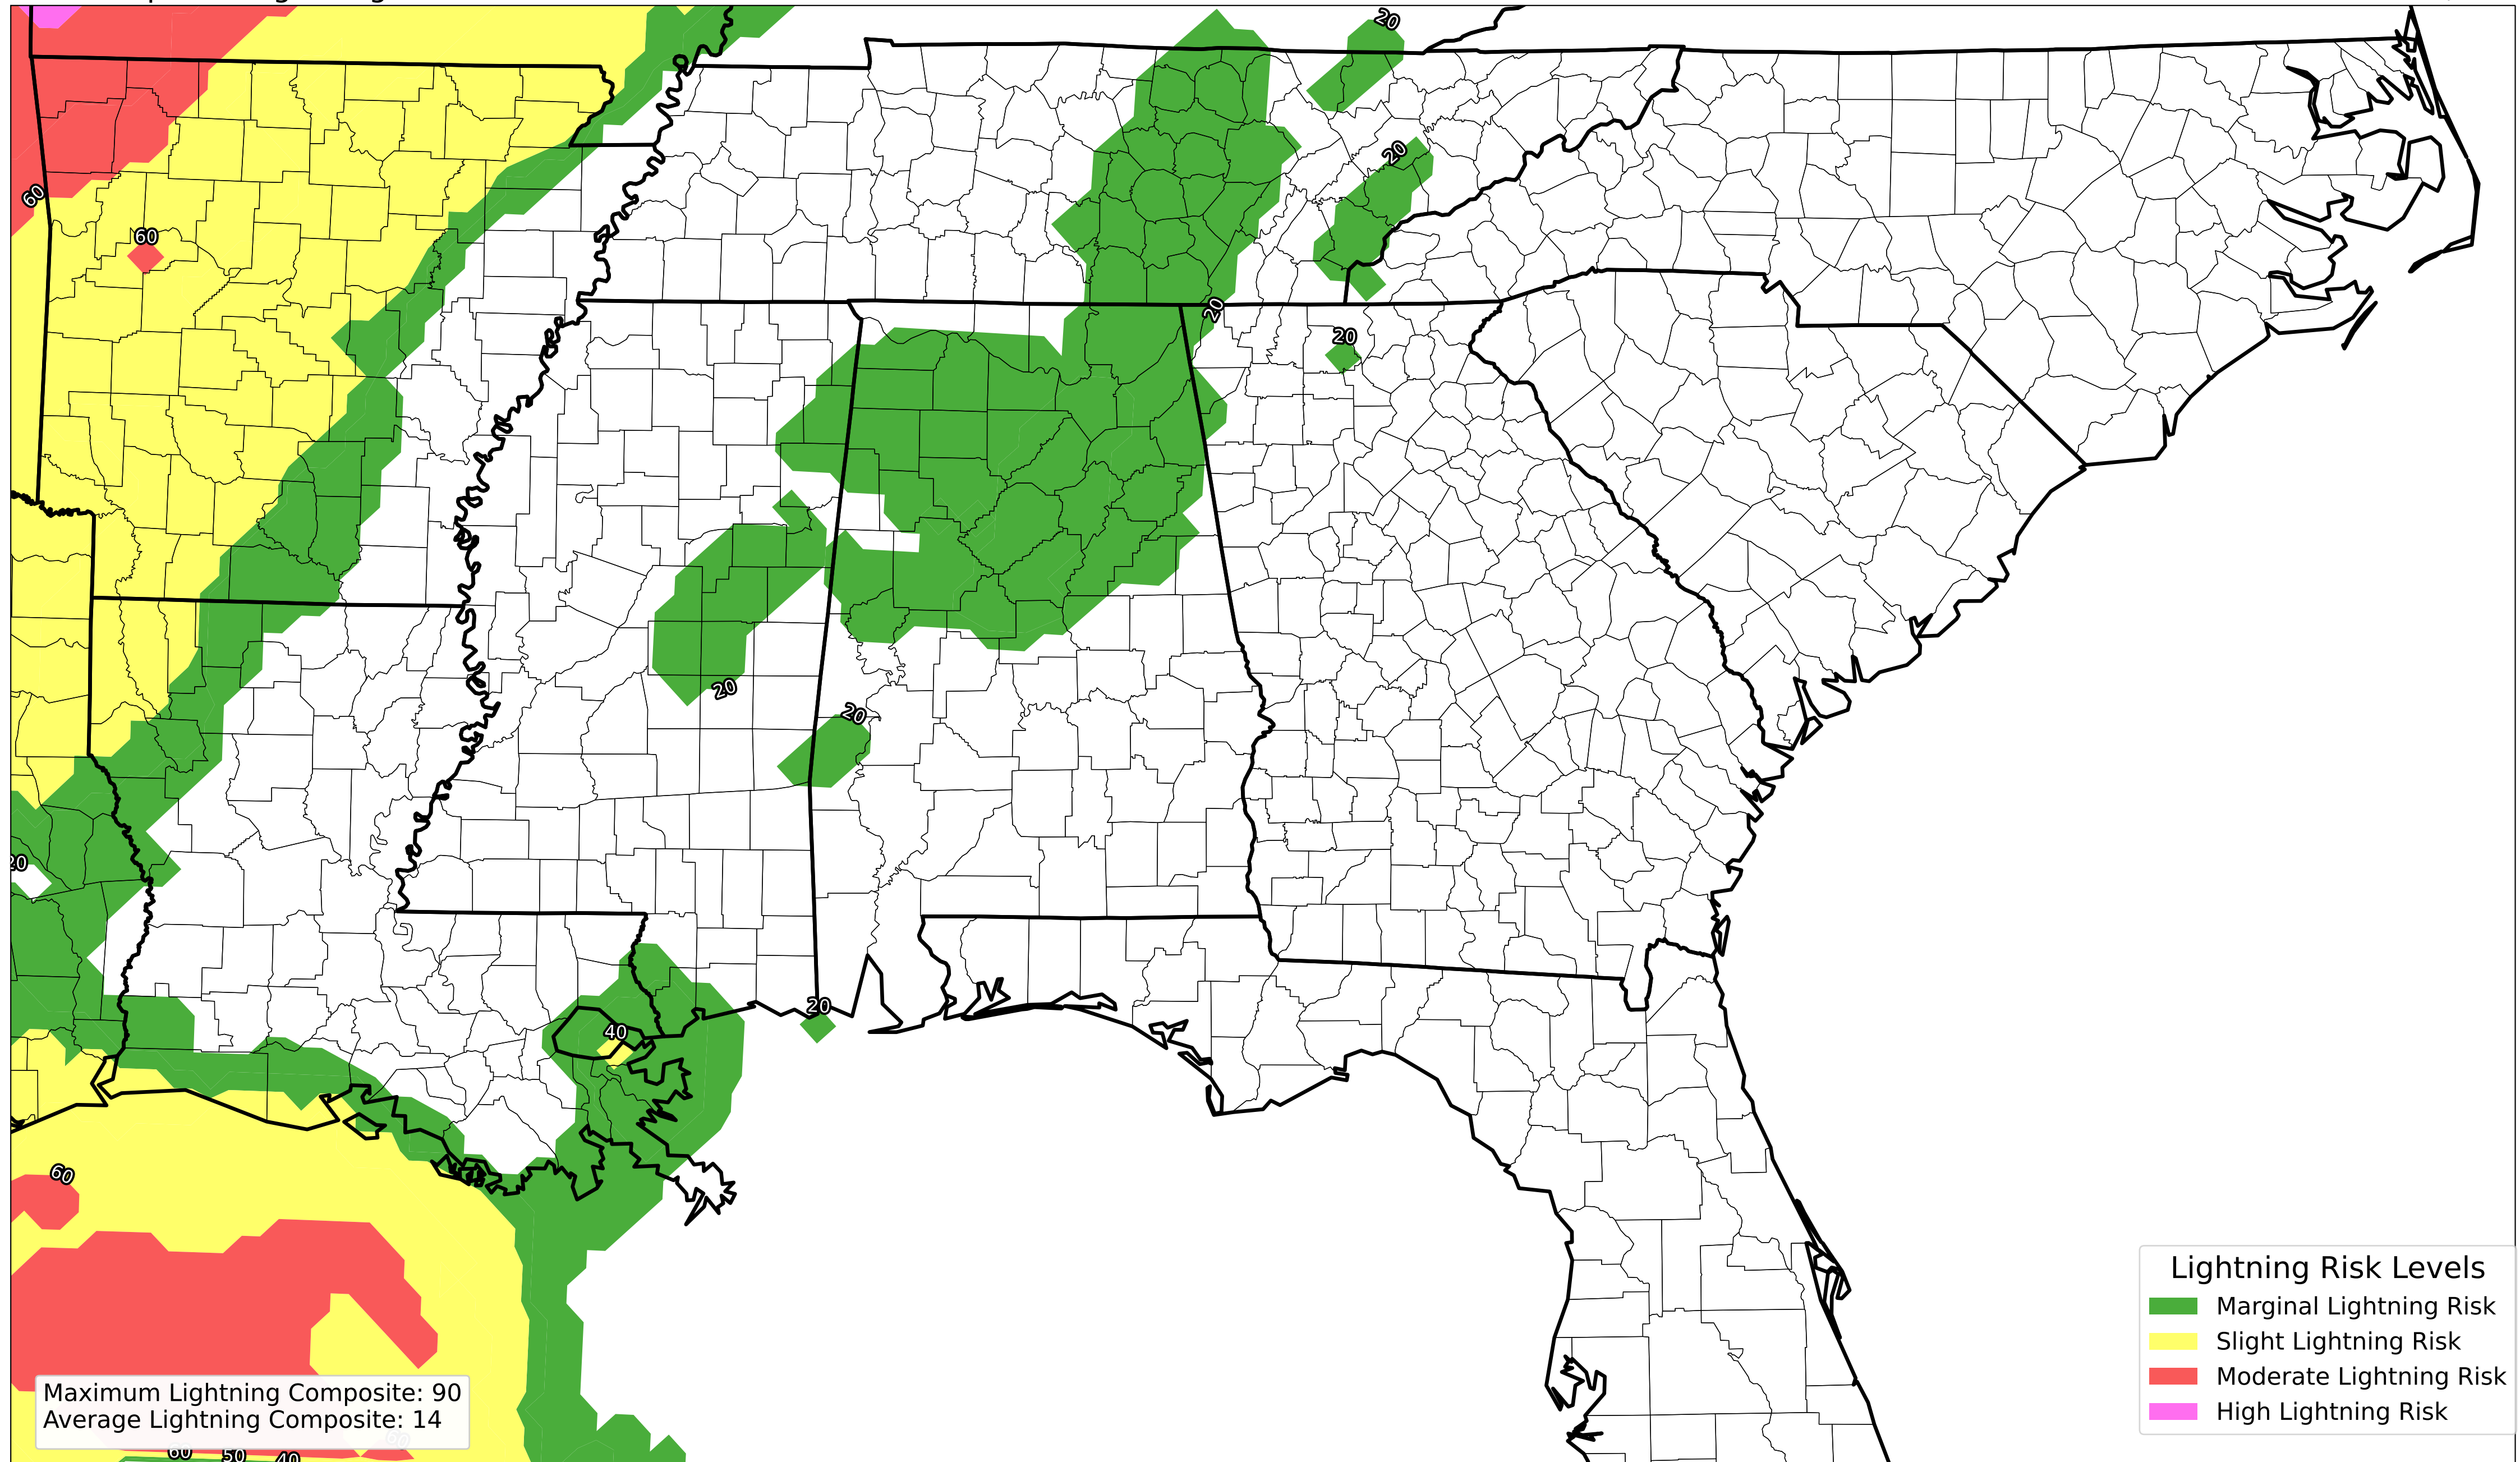 20
20
60
60
20
20
20
20
20
20
20
40
60
Lightning Risk Levels
Marginal Lightning Risk
Slight Lightning Risk
Moderate Lightning Risk
High Lightning Risk
Maximum Lightning Composite: 90
Average Lightning Composite: 14
60
50
40